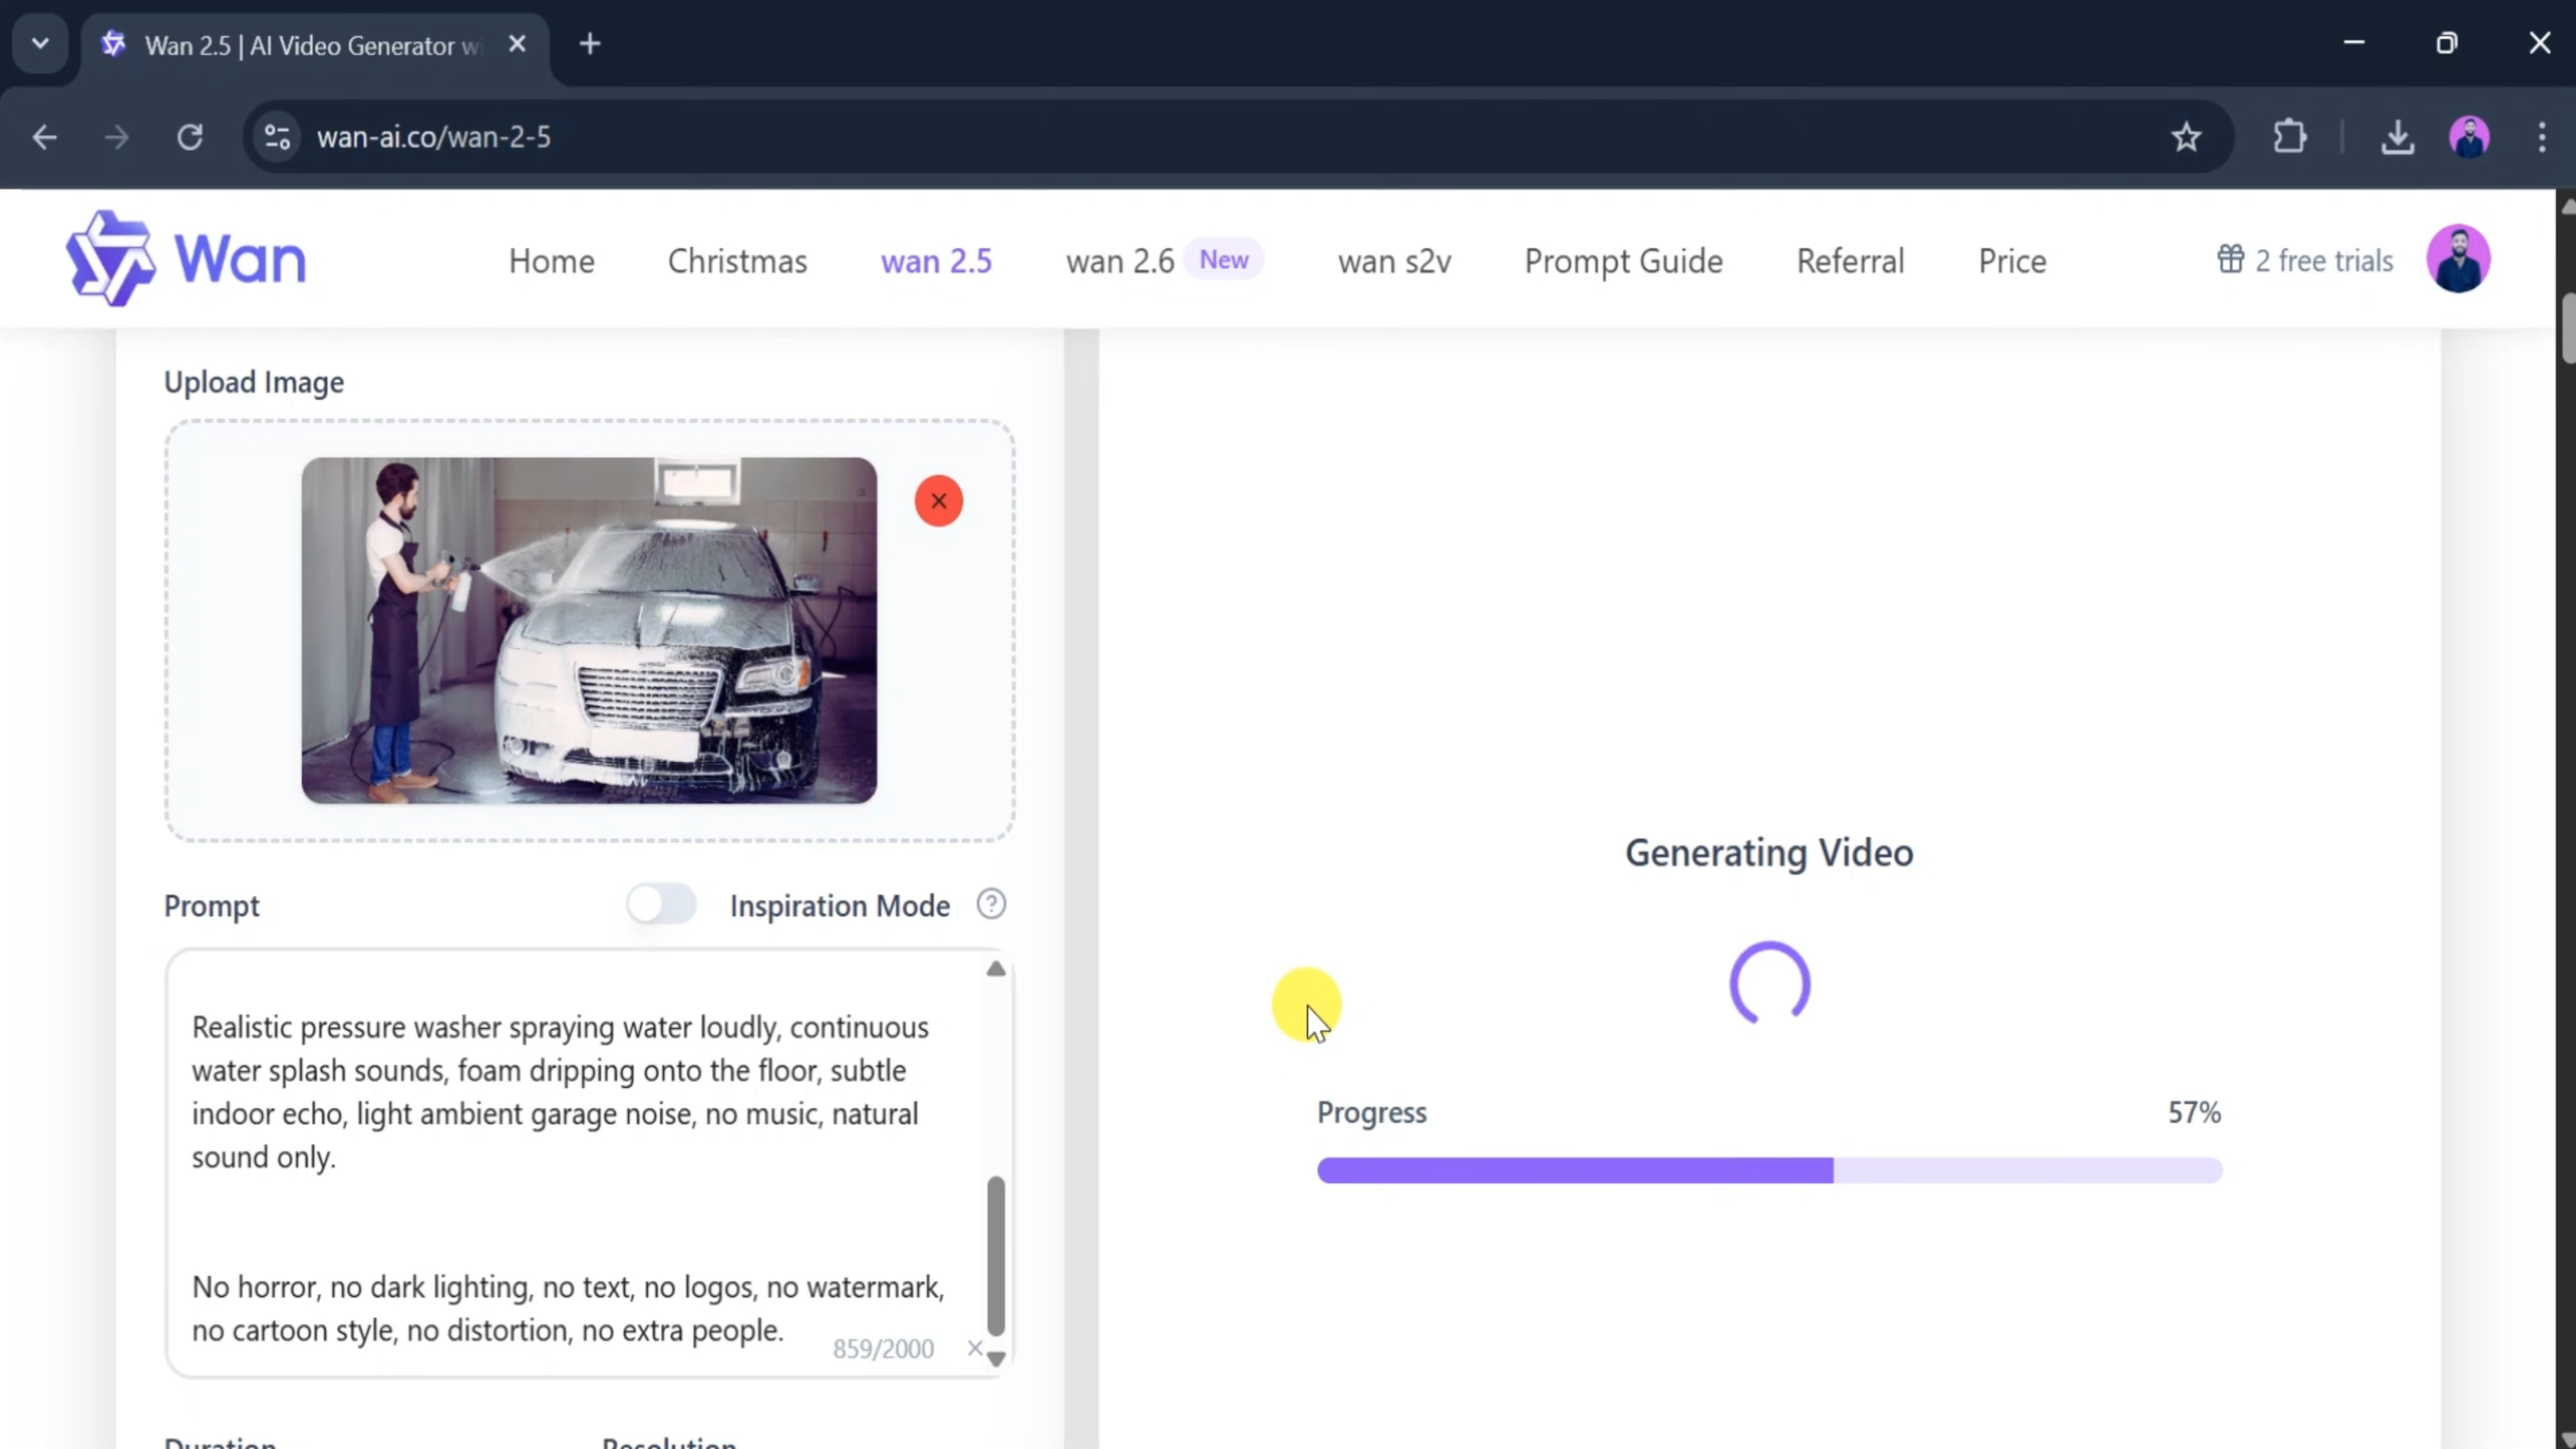 Wan 2.5 | AI Video Generator wi
wan-ai.co/wan-2-5
Wan
Home
Christmas
wan 2.5
wan 2.6 New
wan s2v
Prompt Guide
Referral
Price
2 free trials
Upload Image
Prompt
Inspiration Mode
Realistic pressure washer spraying water loudly, continuous
water splash sounds, foam dripping onto the floor, subtle
indoor echo, light ambient garage noise, no music, natural
sound only.
No horror, no dark lighting, no text, no logos, no watermark,
no cartoon style, no distortion, no extra people.
859/2000
Duration
Resolution
Generating Video
Progress
57%